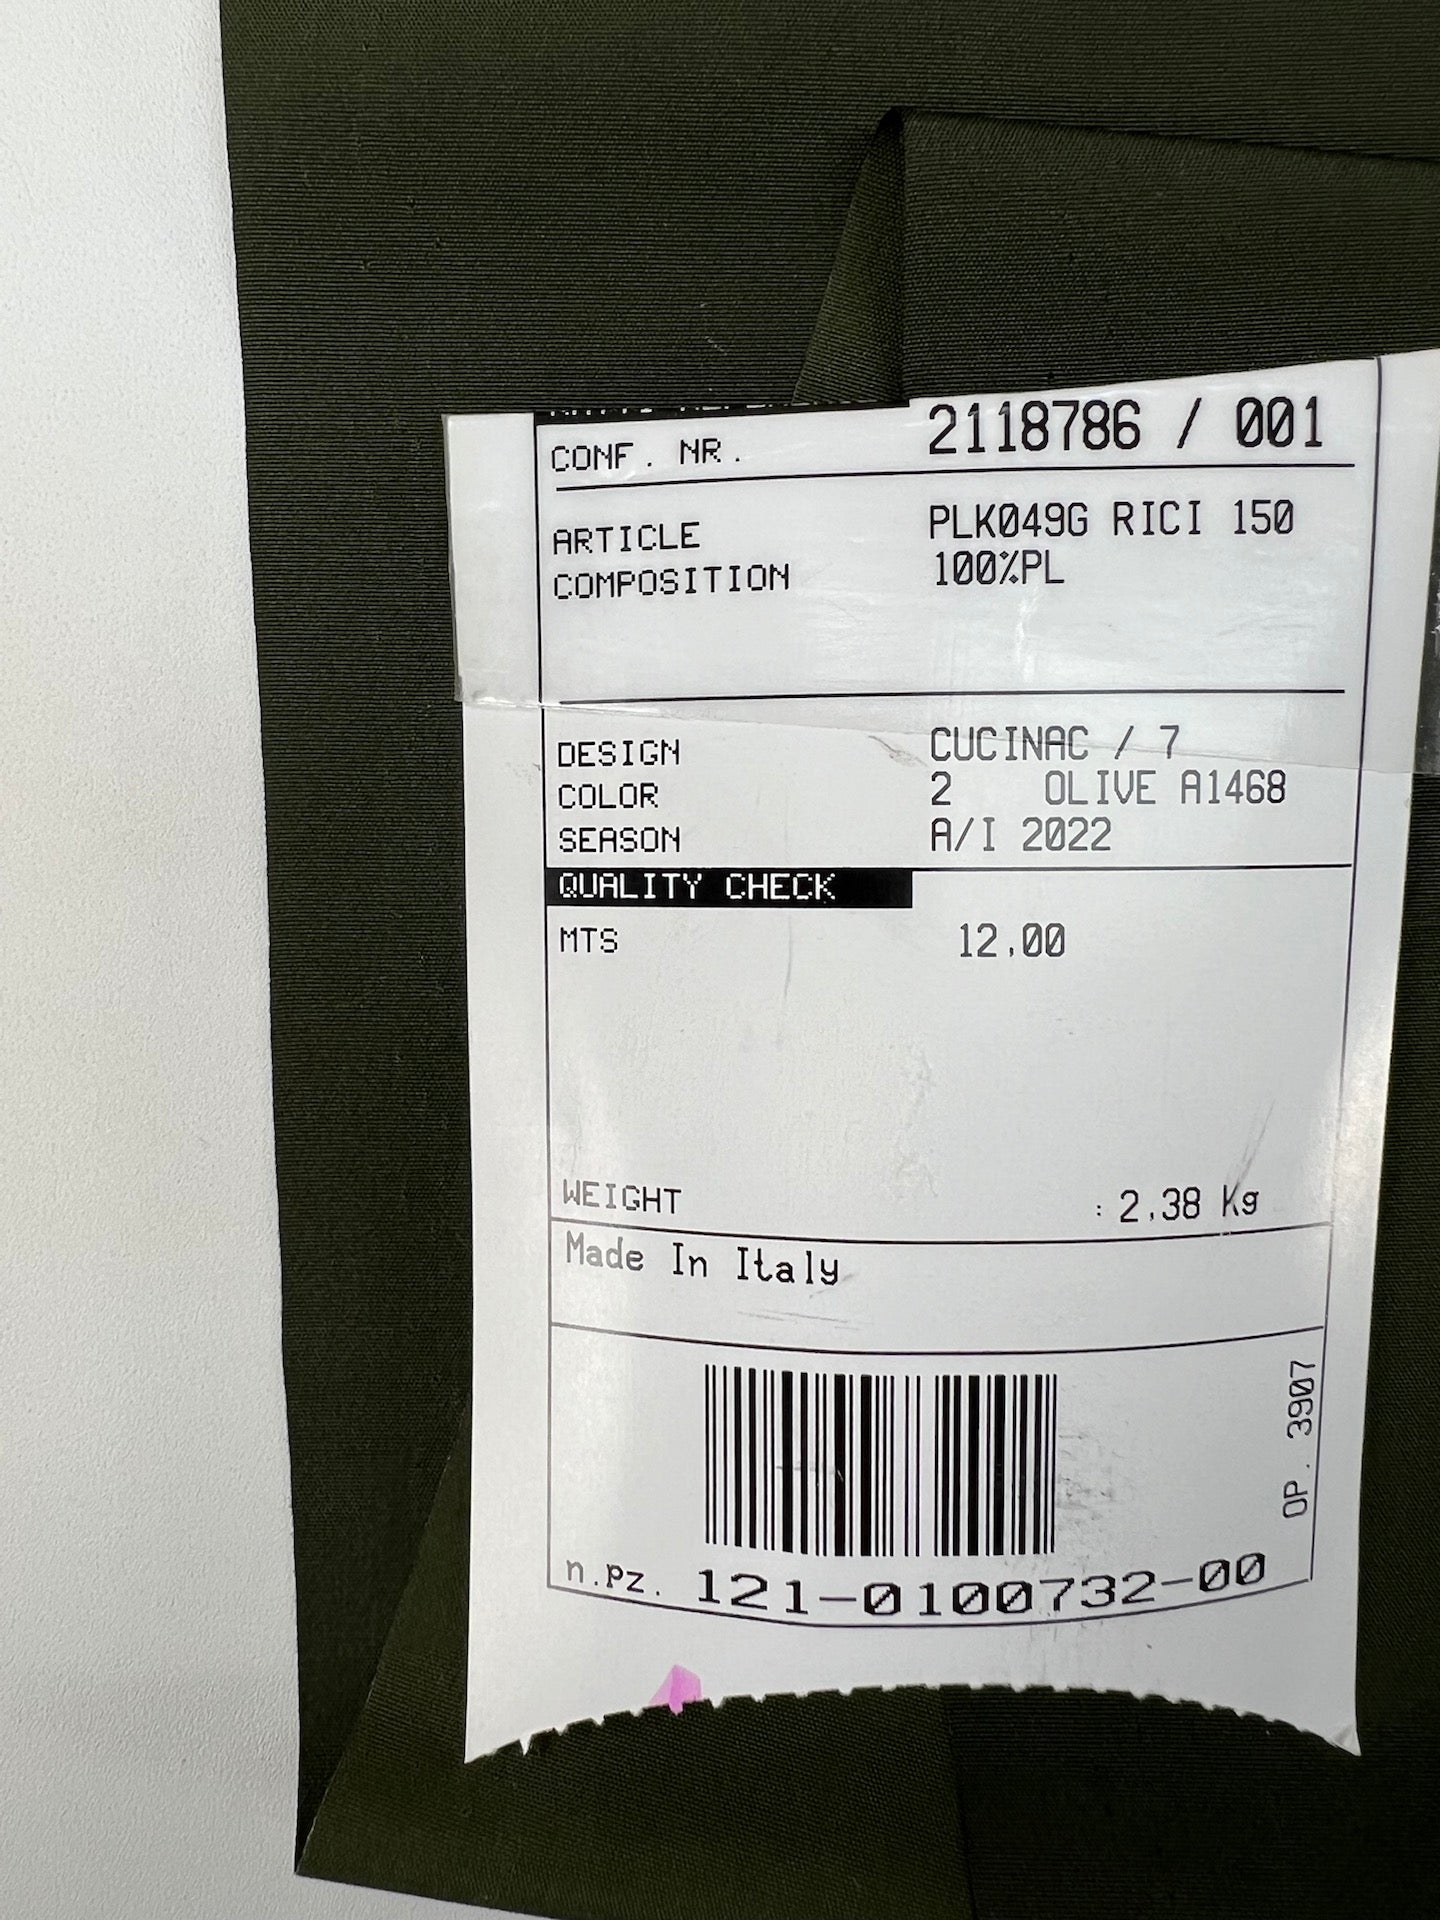 CONF. NR. 2118786 / 001
ARTICLE PLK049G RICI 150
COMPOSITION 100%PL
DESIGN CUCINAC / 7
COLOR 2 OLIVE A1468
SEASON A/I 2022
QUALITY CHECK
MTS 12,00
WEIGHT : 2,38 Kg
Made In Italy
OP. 3907
n.pz. 121-0100732-00